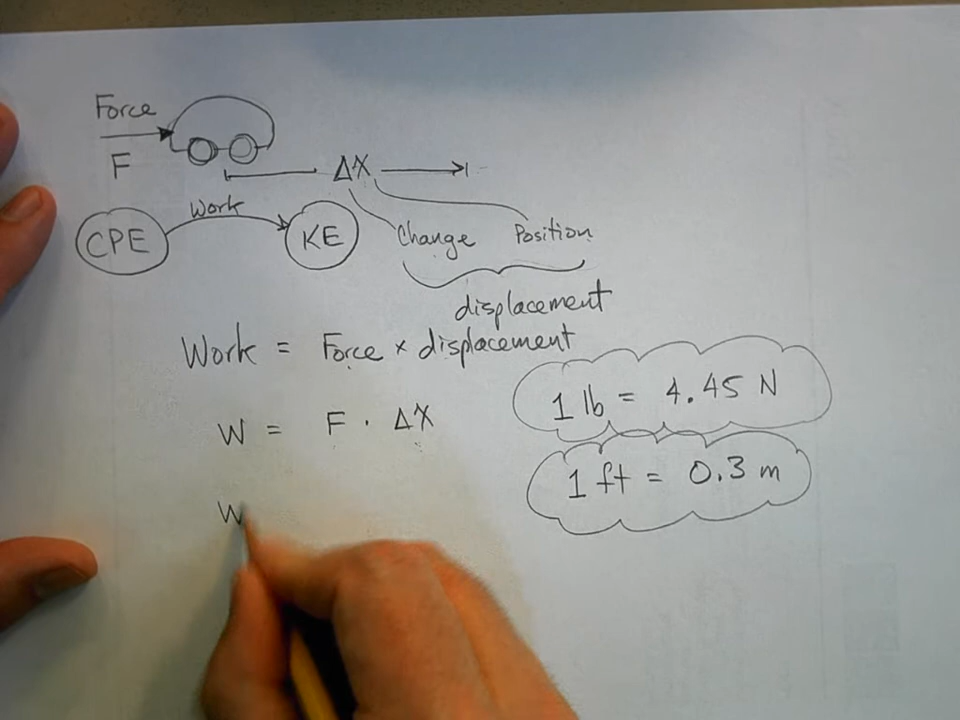 Force
F
ΔX
Work
CPE
KE
Change Position
displacement
Work = Force × displacement
W = F · ΔX
1 lb = 4.45 N
1 ft = 0.3 m
W